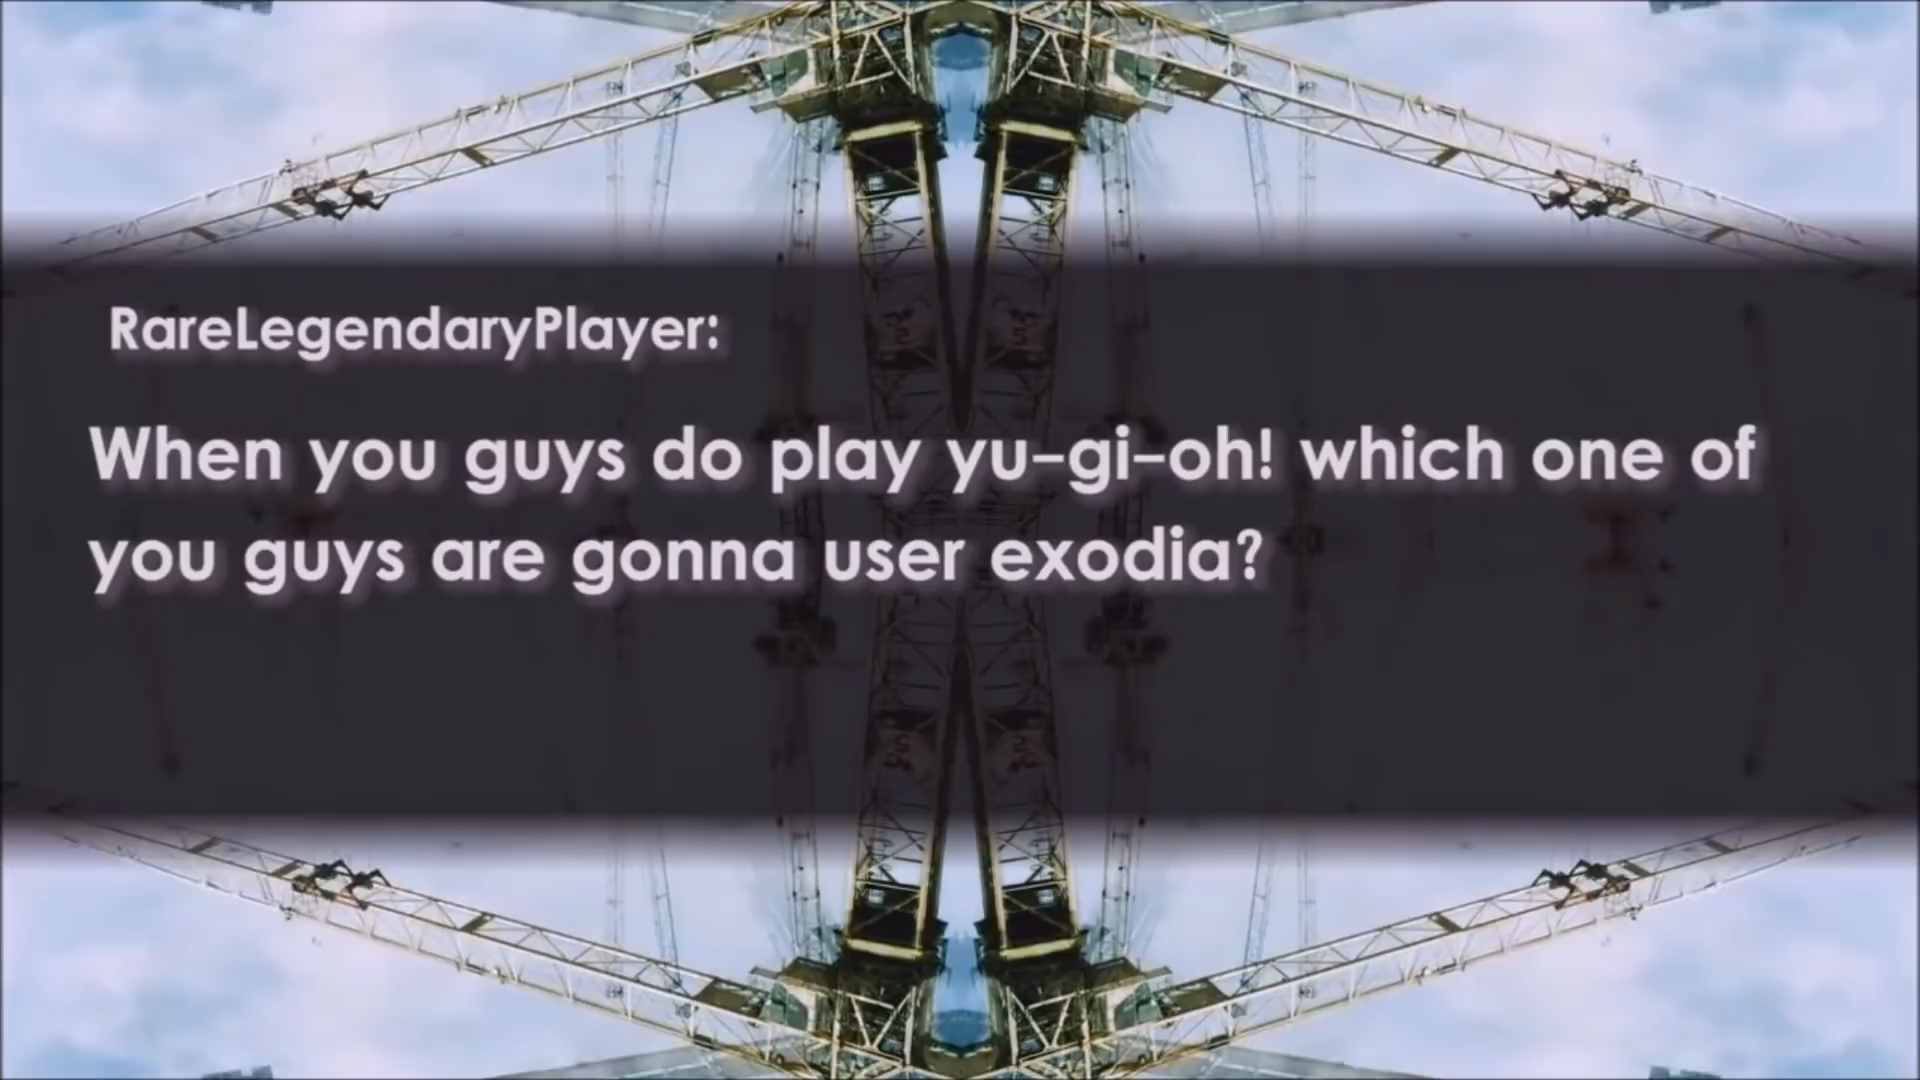 RareLegendaryPlayer:
When you guys do play yu-gi-oh! which one of
you guys are gonna user exodia?